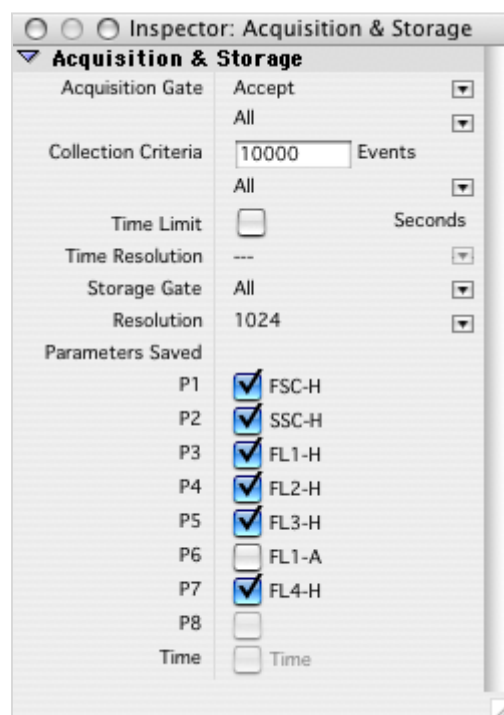 Inspector: Acquisition & Storage
Acquisition & Storage
Acquisition Gate Accept
All
Collection Criteria 10000 Events
All
Time Limit Seconds
Time Resolution ---
Storage Gate All
Resolution 1024
Parameters Saved
P1 FSC-H
P2 SSC-H
P3 FL1-H
P4 FL2-H
P5 FL3-H
P6 FL1-A
P7 FL4-H
P8
Time Time